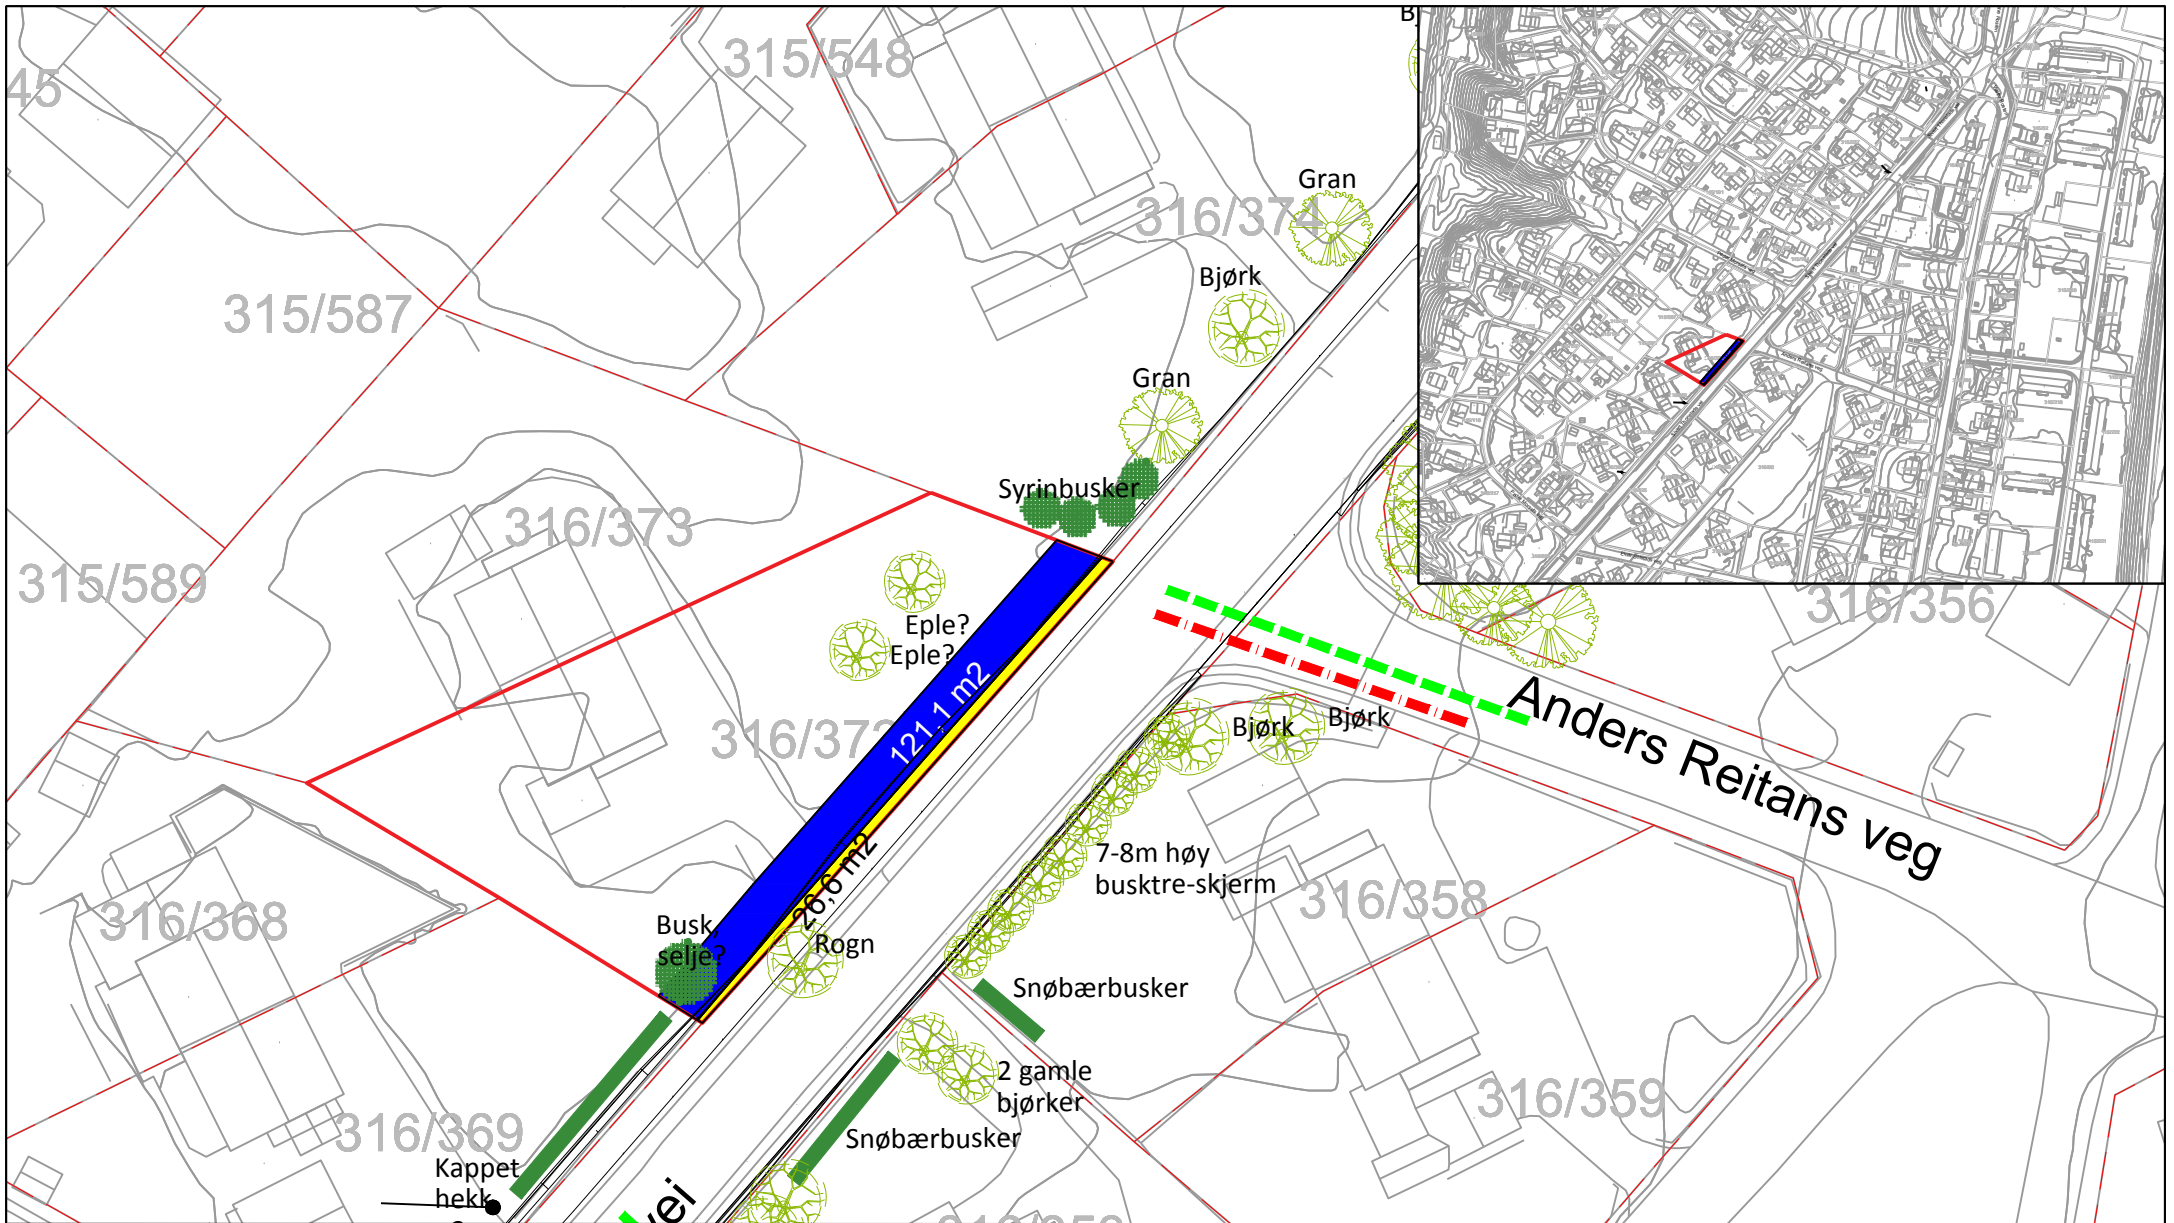 315/548
45
Gran
316/374
Bjørk
315/587
Gran
Syrinbusker
316/373
315/589
316/356
Eple?
Eple?
121,1 m2
316/372
Bjørk
Bjørk
Anders Reitans veg
26,6 m2
7-8m høy
busktre-skjerm
316/358
316/368
Busk,
selje?
Rogn
Snøbærbusker
2 gamle
bjørker
316/359
316/369
Snøbærbusker
Kappet
hekk
vei